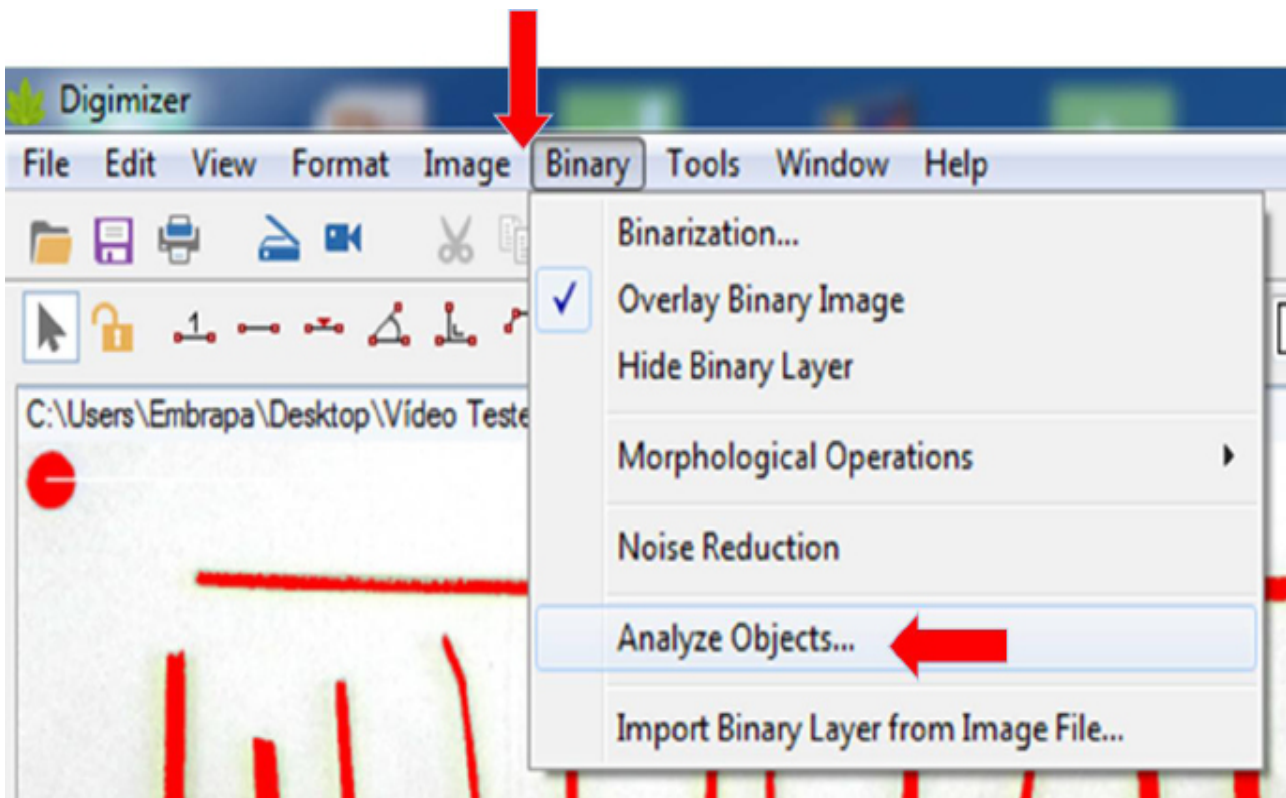 Digimizer
File Edit View Format Image Binary Tools Window Help
Binarization...
Overlay Binary Image
Hide Binary Layer
1
C:\Users\Embrapa\Desktop\Vídeo Teste
Morphological Operations
Noise Reduction
Analyze Objects...
Import Binary Layer from Image File...